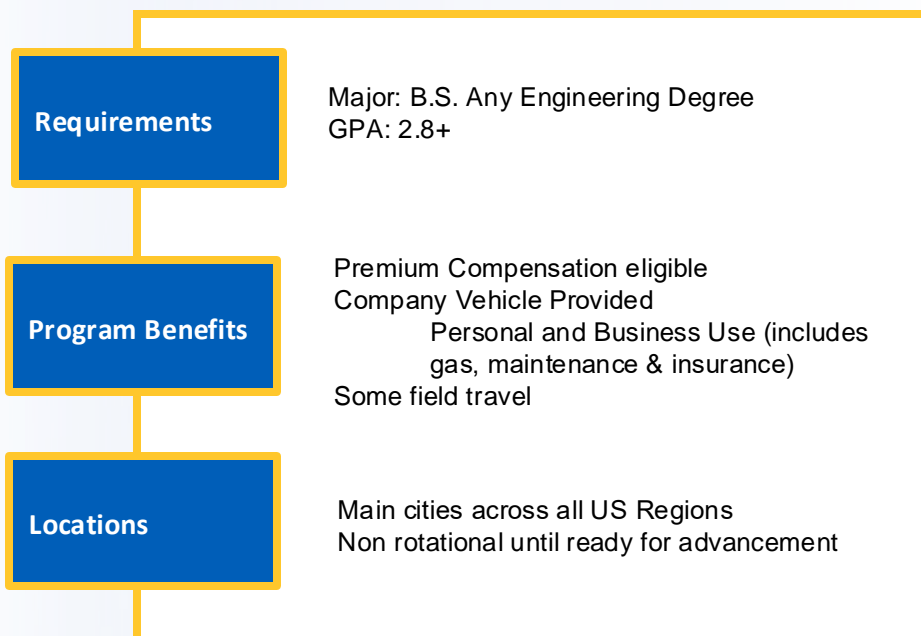 Requirements
Major: B.S. Any Engineering Degree
GPA: 2.8+
Program Benefits
Premium Compensation eligible
Company Vehicle Provided
Personal and Business Use (includes
gas, maintenance & insurance)
Some field travel
Locations
Main cities across all US Regions
Non rotational until ready for advancement